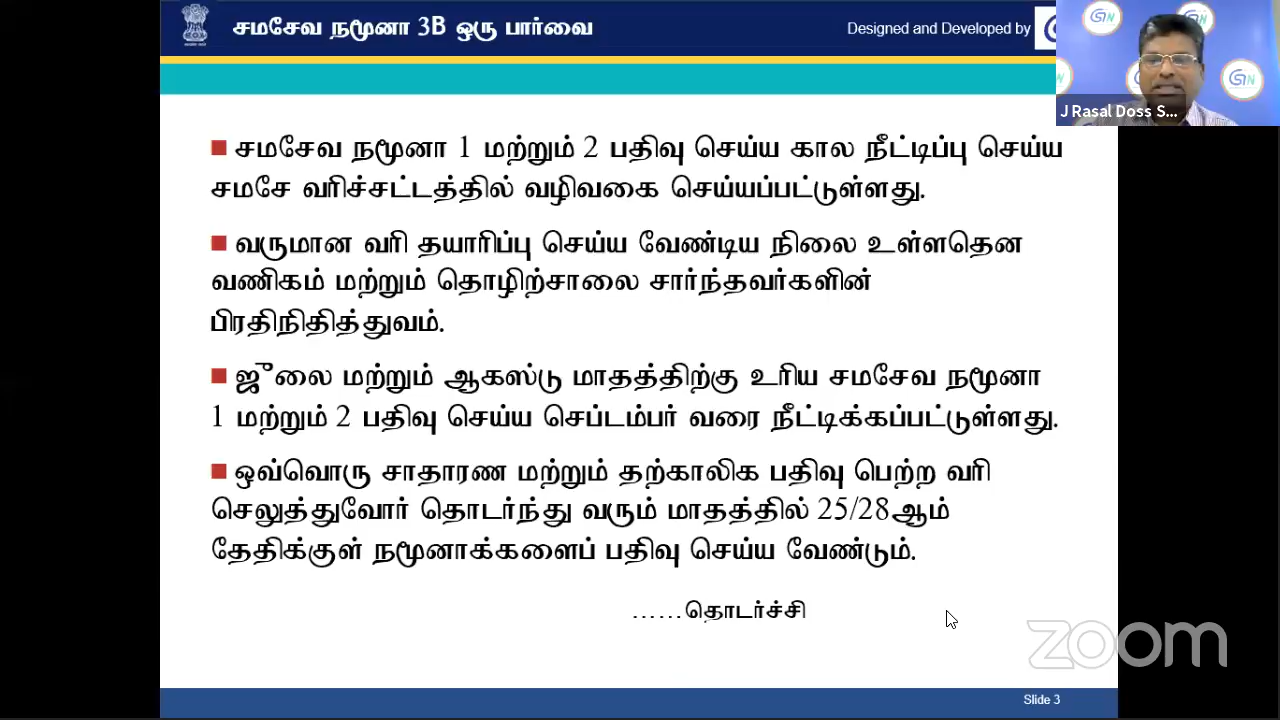 சமசேவ நமூனா 3B ஒரு பார்வை
Designed and Developed by
GSTN
GN
J Rasal Doss S...
■ சமசேவ நமூனா 1 மற்றும் 2 பதிவு செய்ய கால நீட்டிப்பு செய்ய
சமசே வரிச்சட்டத்தில் வழிவகை செய்யப்பட்டுள்ளது.
■ வருமான வரி தயாரிப்பு செய்ய வேண்டிய நிலை உள்ளதென
வணிகம் மற்றும் தொழிற்சாலை சார்ந்தவர்களின்
பிரதிநிதித்துவம்.
■ ஜுலை மற்றும் ஆகஸ்டு மாதத்திற்கு உரிய சமசேவ நமூனா
1 மற்றும் 2 பதிவு செய்ய செப்டம்பர் வரை நீட்டிக்கப்பட்டுள்ளது.
■ ஒவ்வொரு சாதாரண மற்றும் தற்காலிக பதிவு பெற்ற வரி
செலுத்துவோர் தொடர்ந்து வரும் மாதத்தில் 25/28ஆம்
தேதிக்குள் நமூனாக்களைப் பதிவு செய்ய வேண்டும்.
......தொடர்ச்சி
zoom
Slide 3